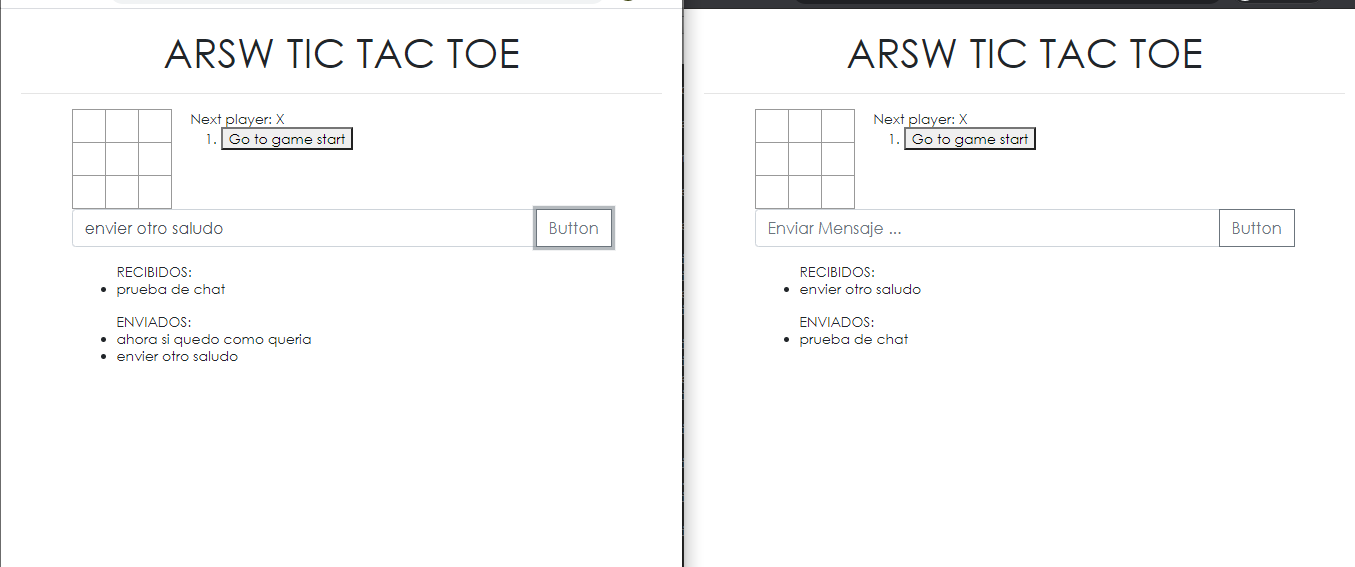 ARSW TIC TAC TOE
Next player: X
1. Go to game start
envier otro saludo
Button
RECIBIDOS:
prueba de chat
ENVIADOS:
ahora si quedo como queria
envier otro saludo
ARSW TIC TAC TOE
Next player: X
1. Go to game start
Enviar Mensaje ...
Button
RECIBIDOS:
envier otro saludo
ENVIADOS:
prueba de chat